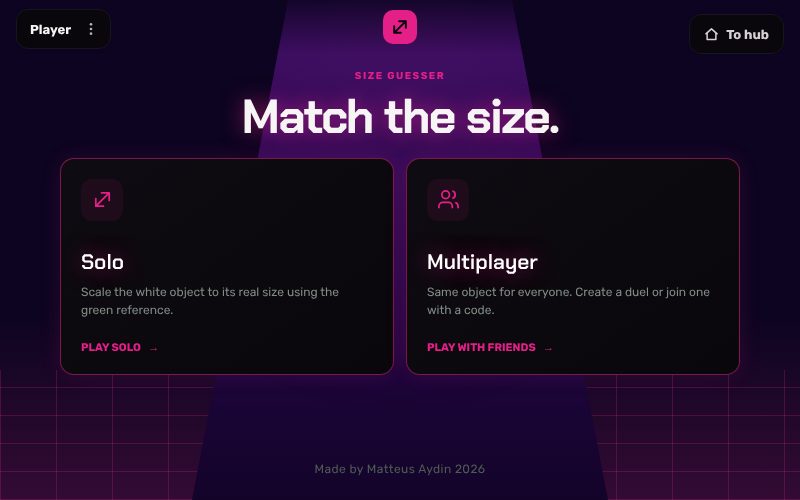 Player
To hub
SIZE GUESSER
Match the size.
Solo
Scale the white object to its real size using the
green reference.
PLAY SOLO →
Multiplayer
Same object for everyone. Create a duel or join one
with a code.
PLAY WITH FRIENDS →
Made by Matteus Aydin 2026